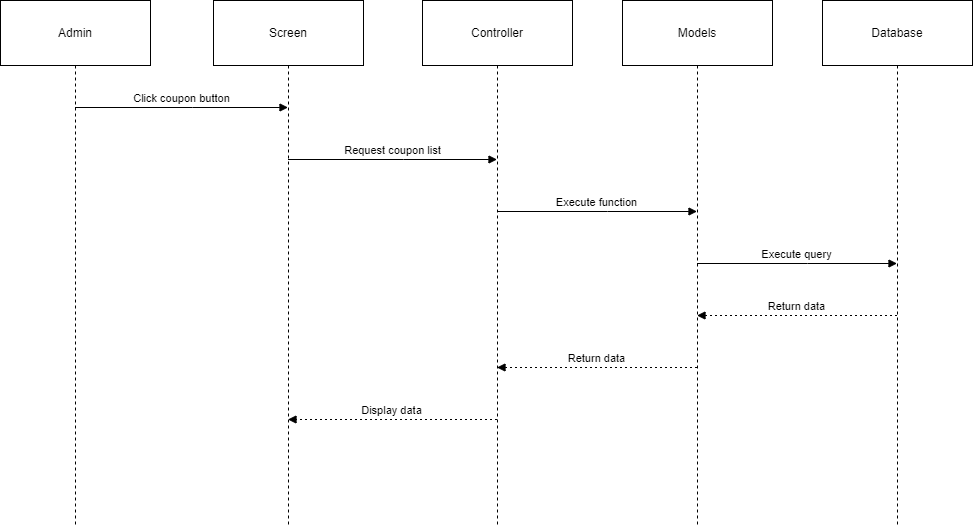 Admin
Screen
Controller
Models
Database
Click coupon button
Request coupon list
Execute function
Execute query
Return data
Return data
Display data